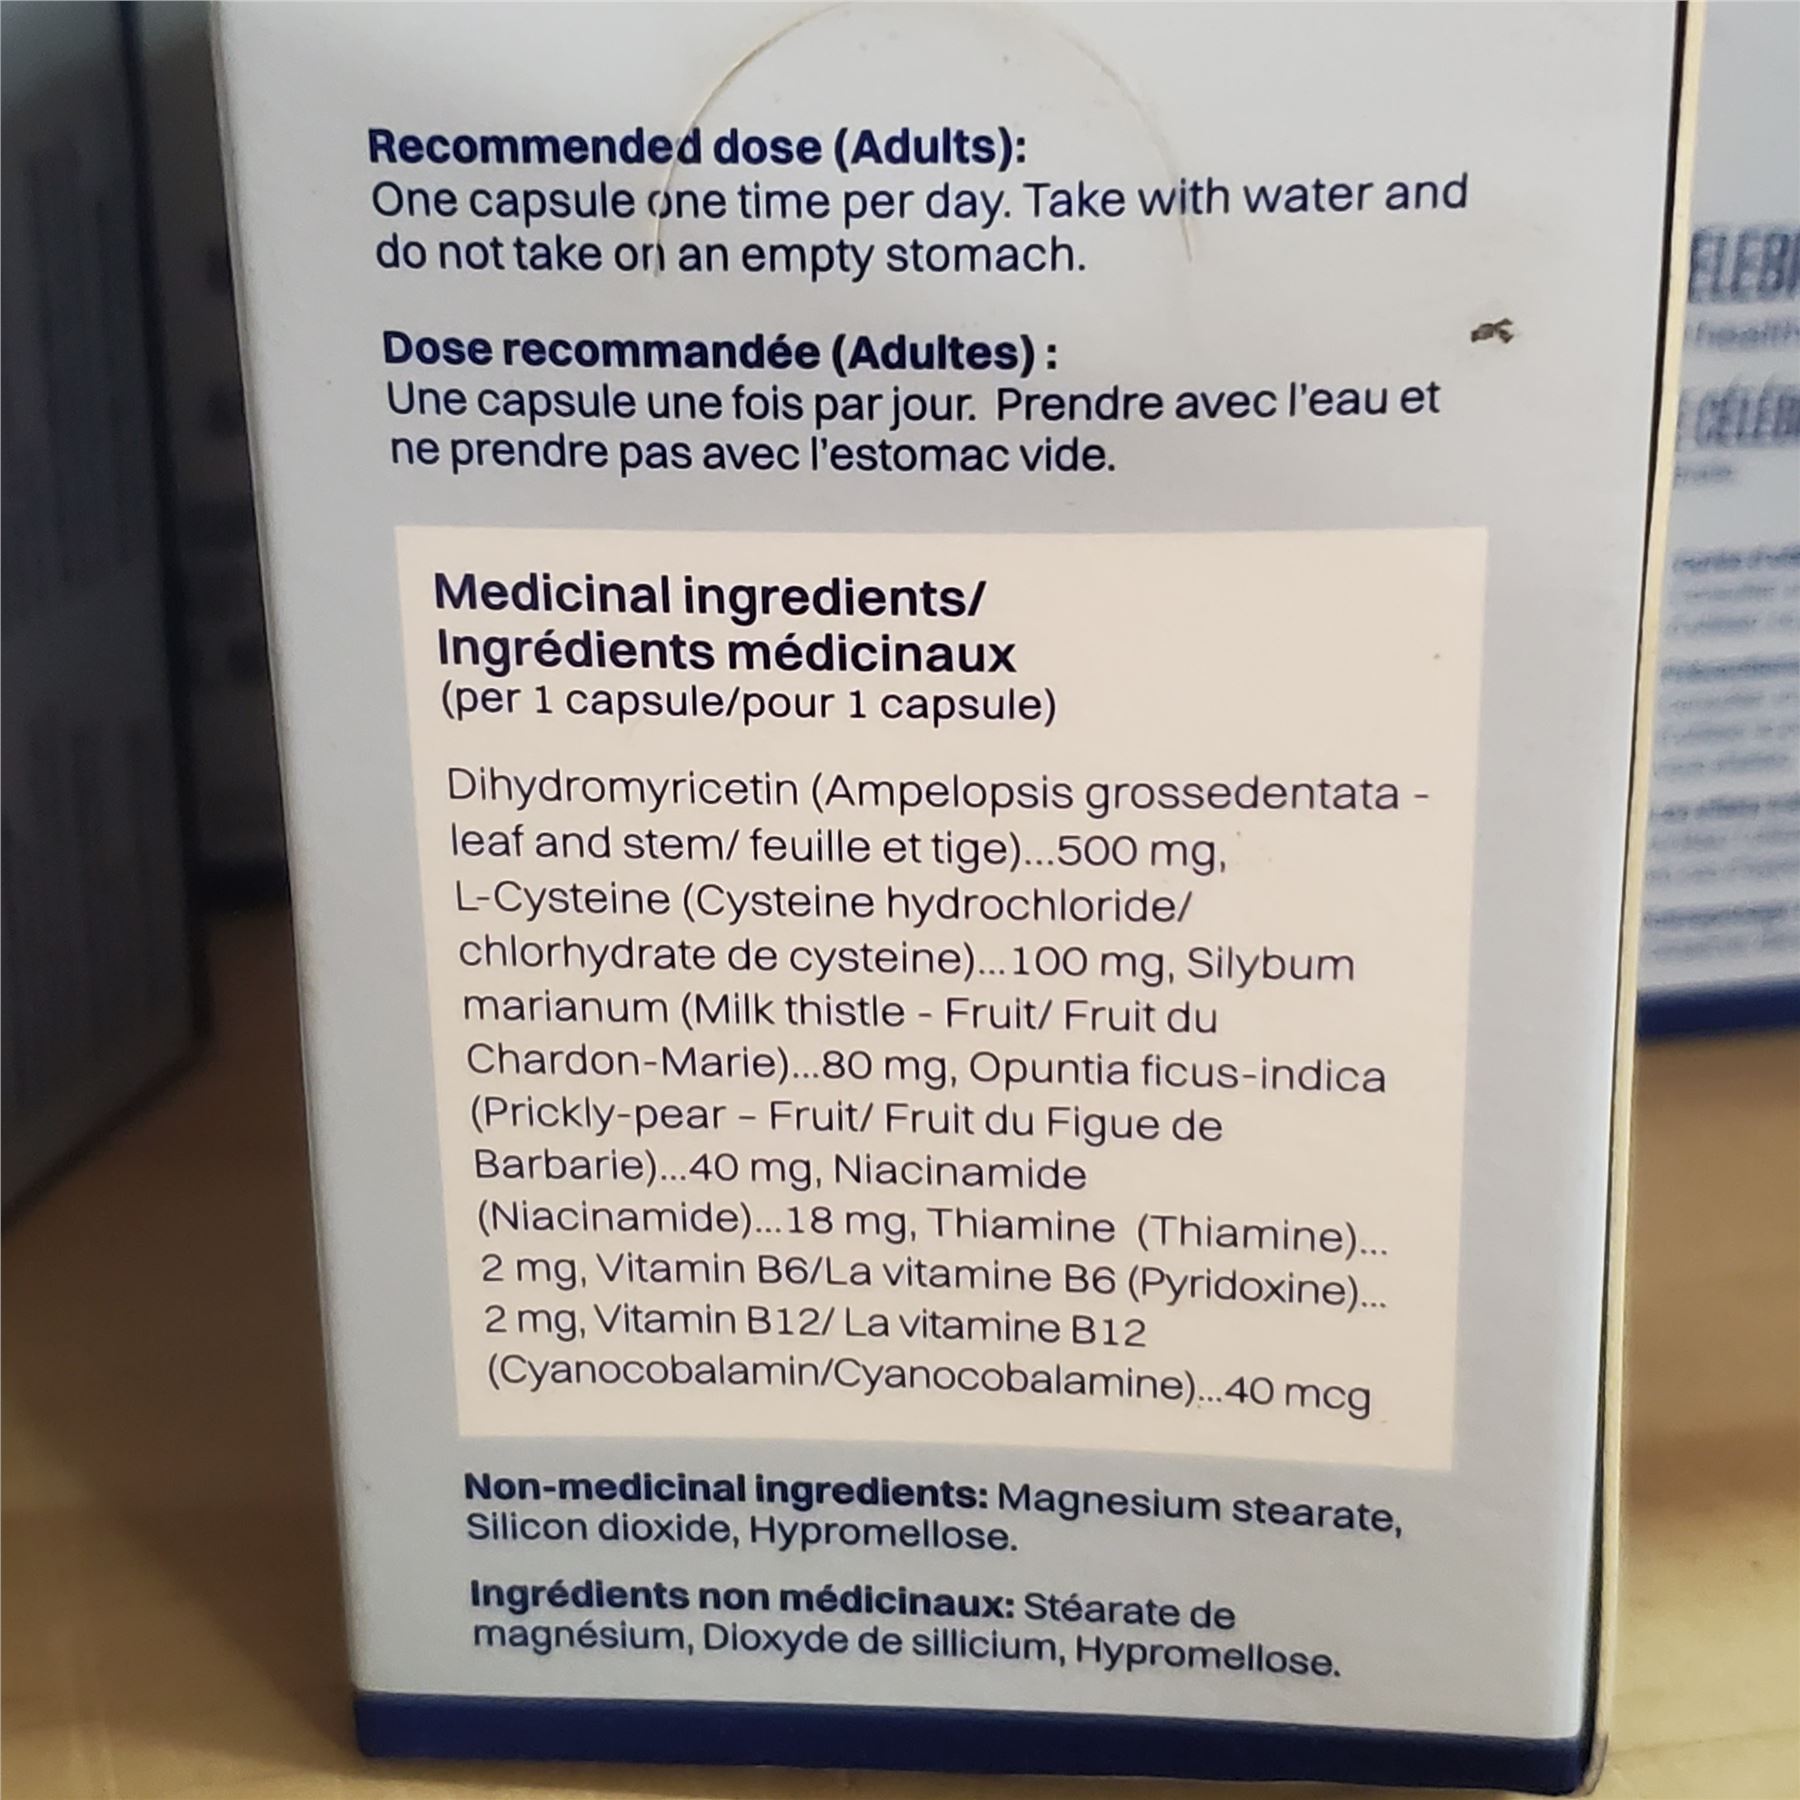 Recommended dose (Adults):
One capsule one time per day. Take with water and
do not take on an empty stomach.
Dose recommandée (Adultes) :
Une capsule une fois par jour. Prendre avec l'eau et
ne prendre pas avec l'estomac vide.
Medicinal ingredients/
Ingrédients médicinaux
(per 1 capsule/pour 1 capsule)
Dihydromyricetin (Ampelopsis grossedentata -
leaf and stem/ feuille et tige)...500 mg,
L-Cysteine (Cysteine hydrochloride/
chlorhydrate de cysteine)...100 mg, Silybum
marianum (Milk thistle - Fruit/ Fruit du
Chardon-Marie)...80 mg, Opuntia ficus-indica
(Prickly-pear – Fruit/ Fruit du Figue de
Barbarie)...40 mg, Niacinamide
(Niacinamide)...18 mg, Thiamine (Thiamine)...
2 mg, Vitamin B6/La vitamine B6 (Pyridoxine)...
2 mg, Vitamin B12/ La vitamine B12
(Cyanocobalamin/Cyanocobalamine)...40 mcg
Non-medicinal ingredients: Magnesium stearate,
Silicon dioxide, Hypromellose.
Ingrédients non médicinaux: Stéarate de
magnésium, Dioxyde de sillicium, Hypromellose.